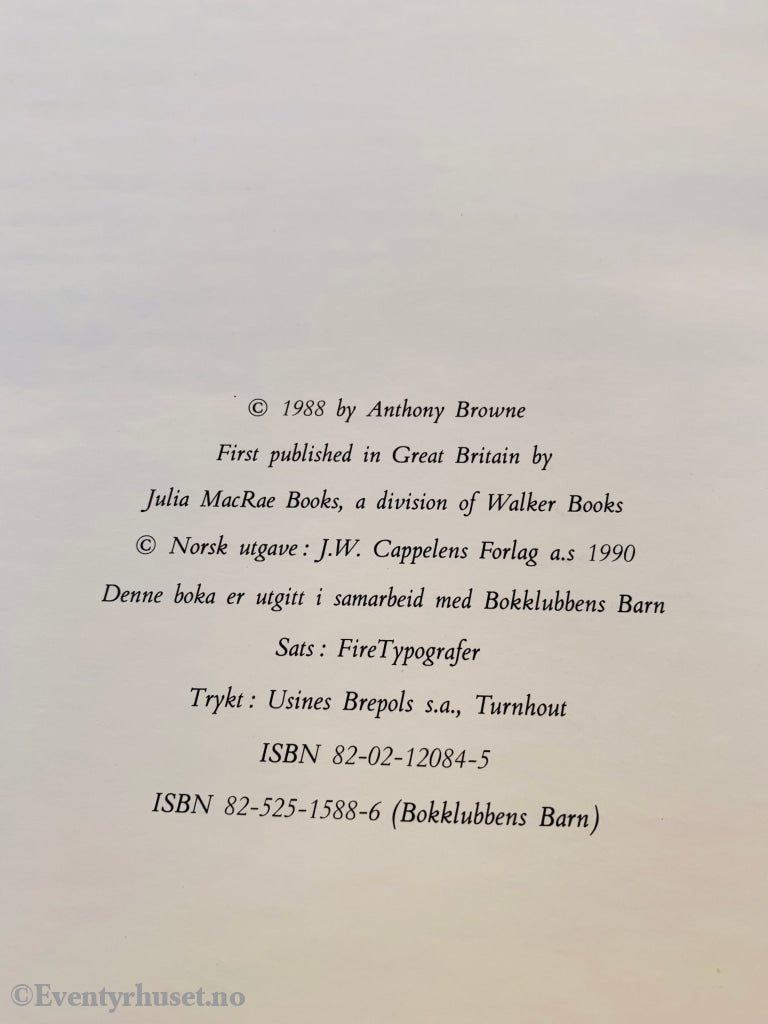 © 1988 by Anthony Browne
First published in Great Britain by
Julia MacRae Books, a division of Walker Books
© Norsk utgave: J.W. Cappelens Forlag a.s 1990
Denne boka er utgitt i samarbeid med Bokklubbens Barn
Sats: FireTypografer
Trykt: Usines Brepols s.a., Turnhout
ISBN 82-02-12084-5
ISBN 82-525-1588-6 (Bokklubbens Barn)
©Eventyrhuset.no